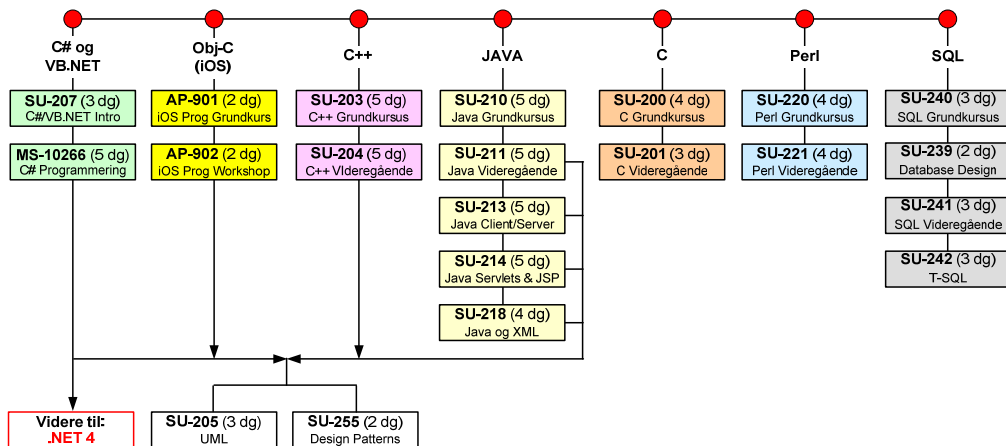 C# og
VB.NET
SU-207 (3 dg)
C#/VB.NET Intro
MS-10266 (5 dg)
C# Programmering
Obj-C
(iOS)
AP-901 (2 dg)
iOS Prog Grundkurs
AP-902 (2 dg)
iOS Prog Workshop
C++
SU-203 (5 dg)
C++ Grundkursus
SU-204 (5 dg)
C++ VIderegående
JAVA
SU-210 (5 dg)
Java Grundkursus
SU-211 (5 dg)
Java Videregående
SU-213 (5 dg)
Java Client/Server
SU-214 (5 dg)
Java Servlets & JSP
SU-218 (4 dg)
Java og XML
C
SU-200 (4 dg)
C Grundkursus
SU-201 (3 dg)
C Videregående
Perl
SU-220 (4 dg)
Perl Grundkursus
SU-221 (4 dg)
Perl Videregående
SQL
SU-240 (3 dg)
SQL Grundkursus
SU-239 (2 dg)
Database Design
SU-241 (3 dg)
SQL Videregående
SU-242 (3 dg)
T-SQL
Videre til:
.NET 4
SU-205 (3 dg)
UML
SU-255 (2 dg)
Design Patterns